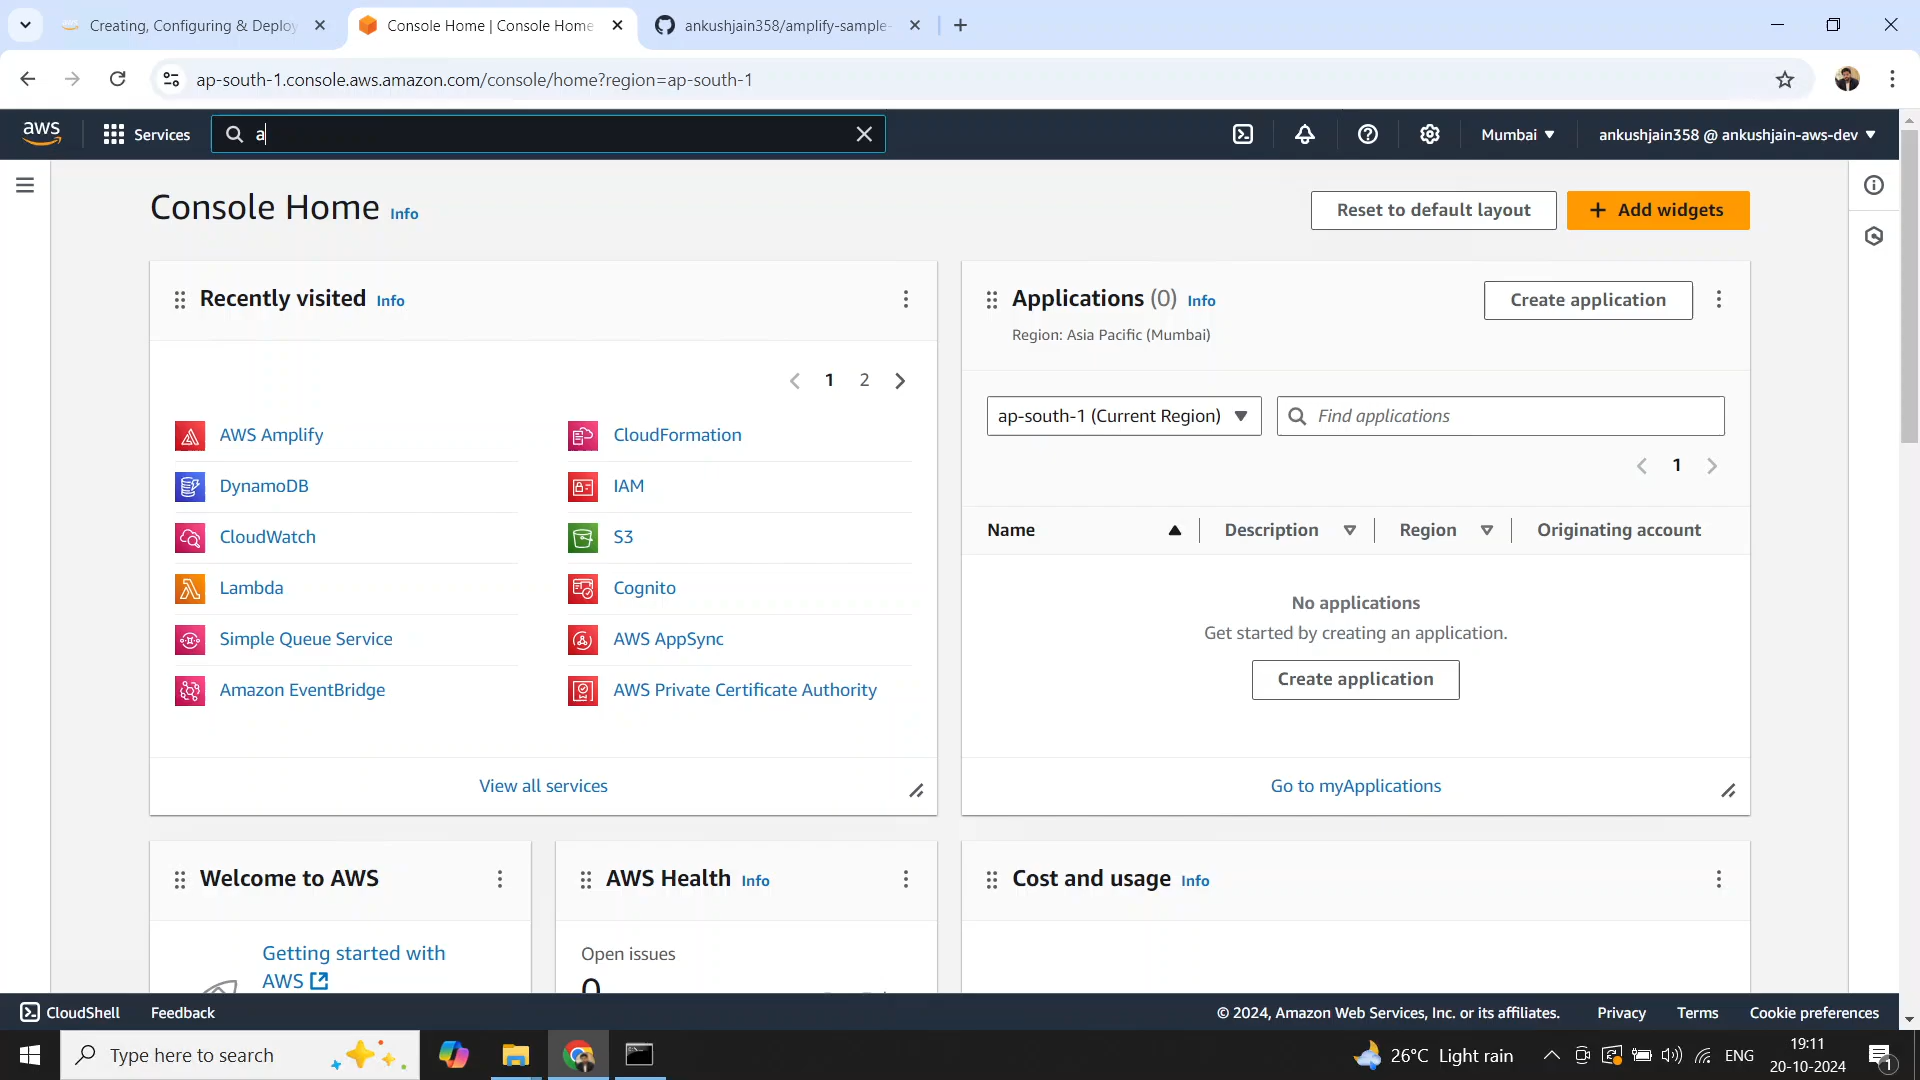 Creating, Configuring & Deploy
Console Home | Console Home
ankushjain358/amplify-sample-
ap-south-1.console.aws.amazon.com/console/home?region=ap-south-1
aws
Services
a
Mumbai
ankushjain358 @ ankushjain-aws-dev
Console Home Info
Reset to default layout
Add widgets
Recently visited Info
1
2
AWS Amplify
CloudFormation
DynamoDB
IAM
CloudWatch
S3
Lambda
Cognito
Simple Queue Service
AWS AppSync
Amazon EventBridge
AWS Private Certificate Authority
View all services
Applications (0) Info
Create application
Region: Asia Pacific (Mumbai)
ap-south-1 (Current Region)
Find applications
1
Name
Description
Region
Originating account
No applications
Get started by creating an application.
Create application
Go to myApplications
Welcome to AWS
Getting started with
AWS
AWS Health Info
Open issues
0
Cost and usage Info
CloudShell
Feedback
© 2024, Amazon Web Services, Inc. or its affiliates.
Privacy
Terms
Cookie preferences
Type here to search
26°C Light rain
ENG
19:11
20-10-2024
1